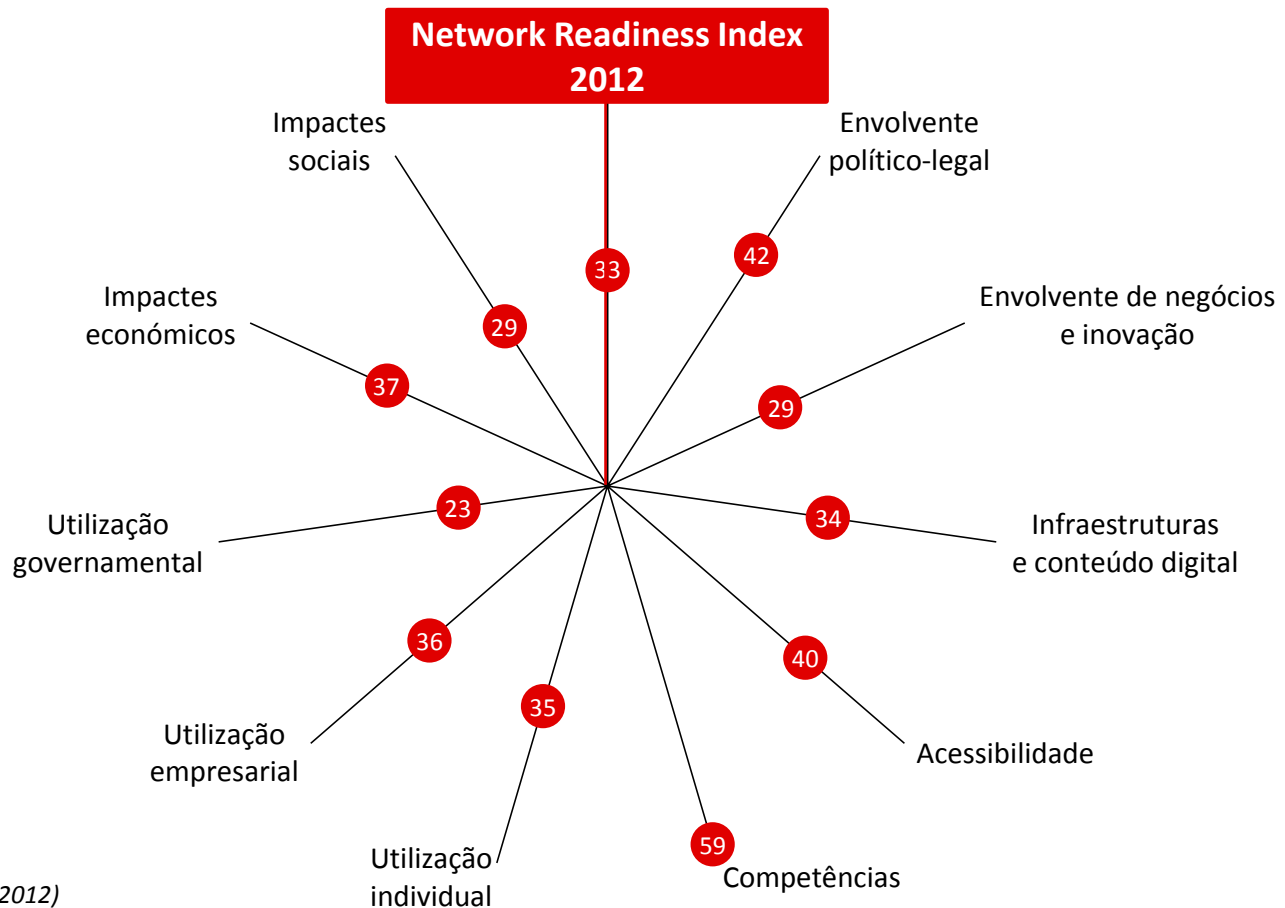 Network Readiness Index
2012
Impactes
sociais
Envolvente
político-legal
33
42
Impactes
económicos
Envolvente de negócios
e inovação
29
37
29
23
34
Utilização
governamental
Infraestruturas
e conteúdo digital
36
40
35
Utilização
empresarial
Acessibilidade
59
Utilização
individual
Competências
2012)